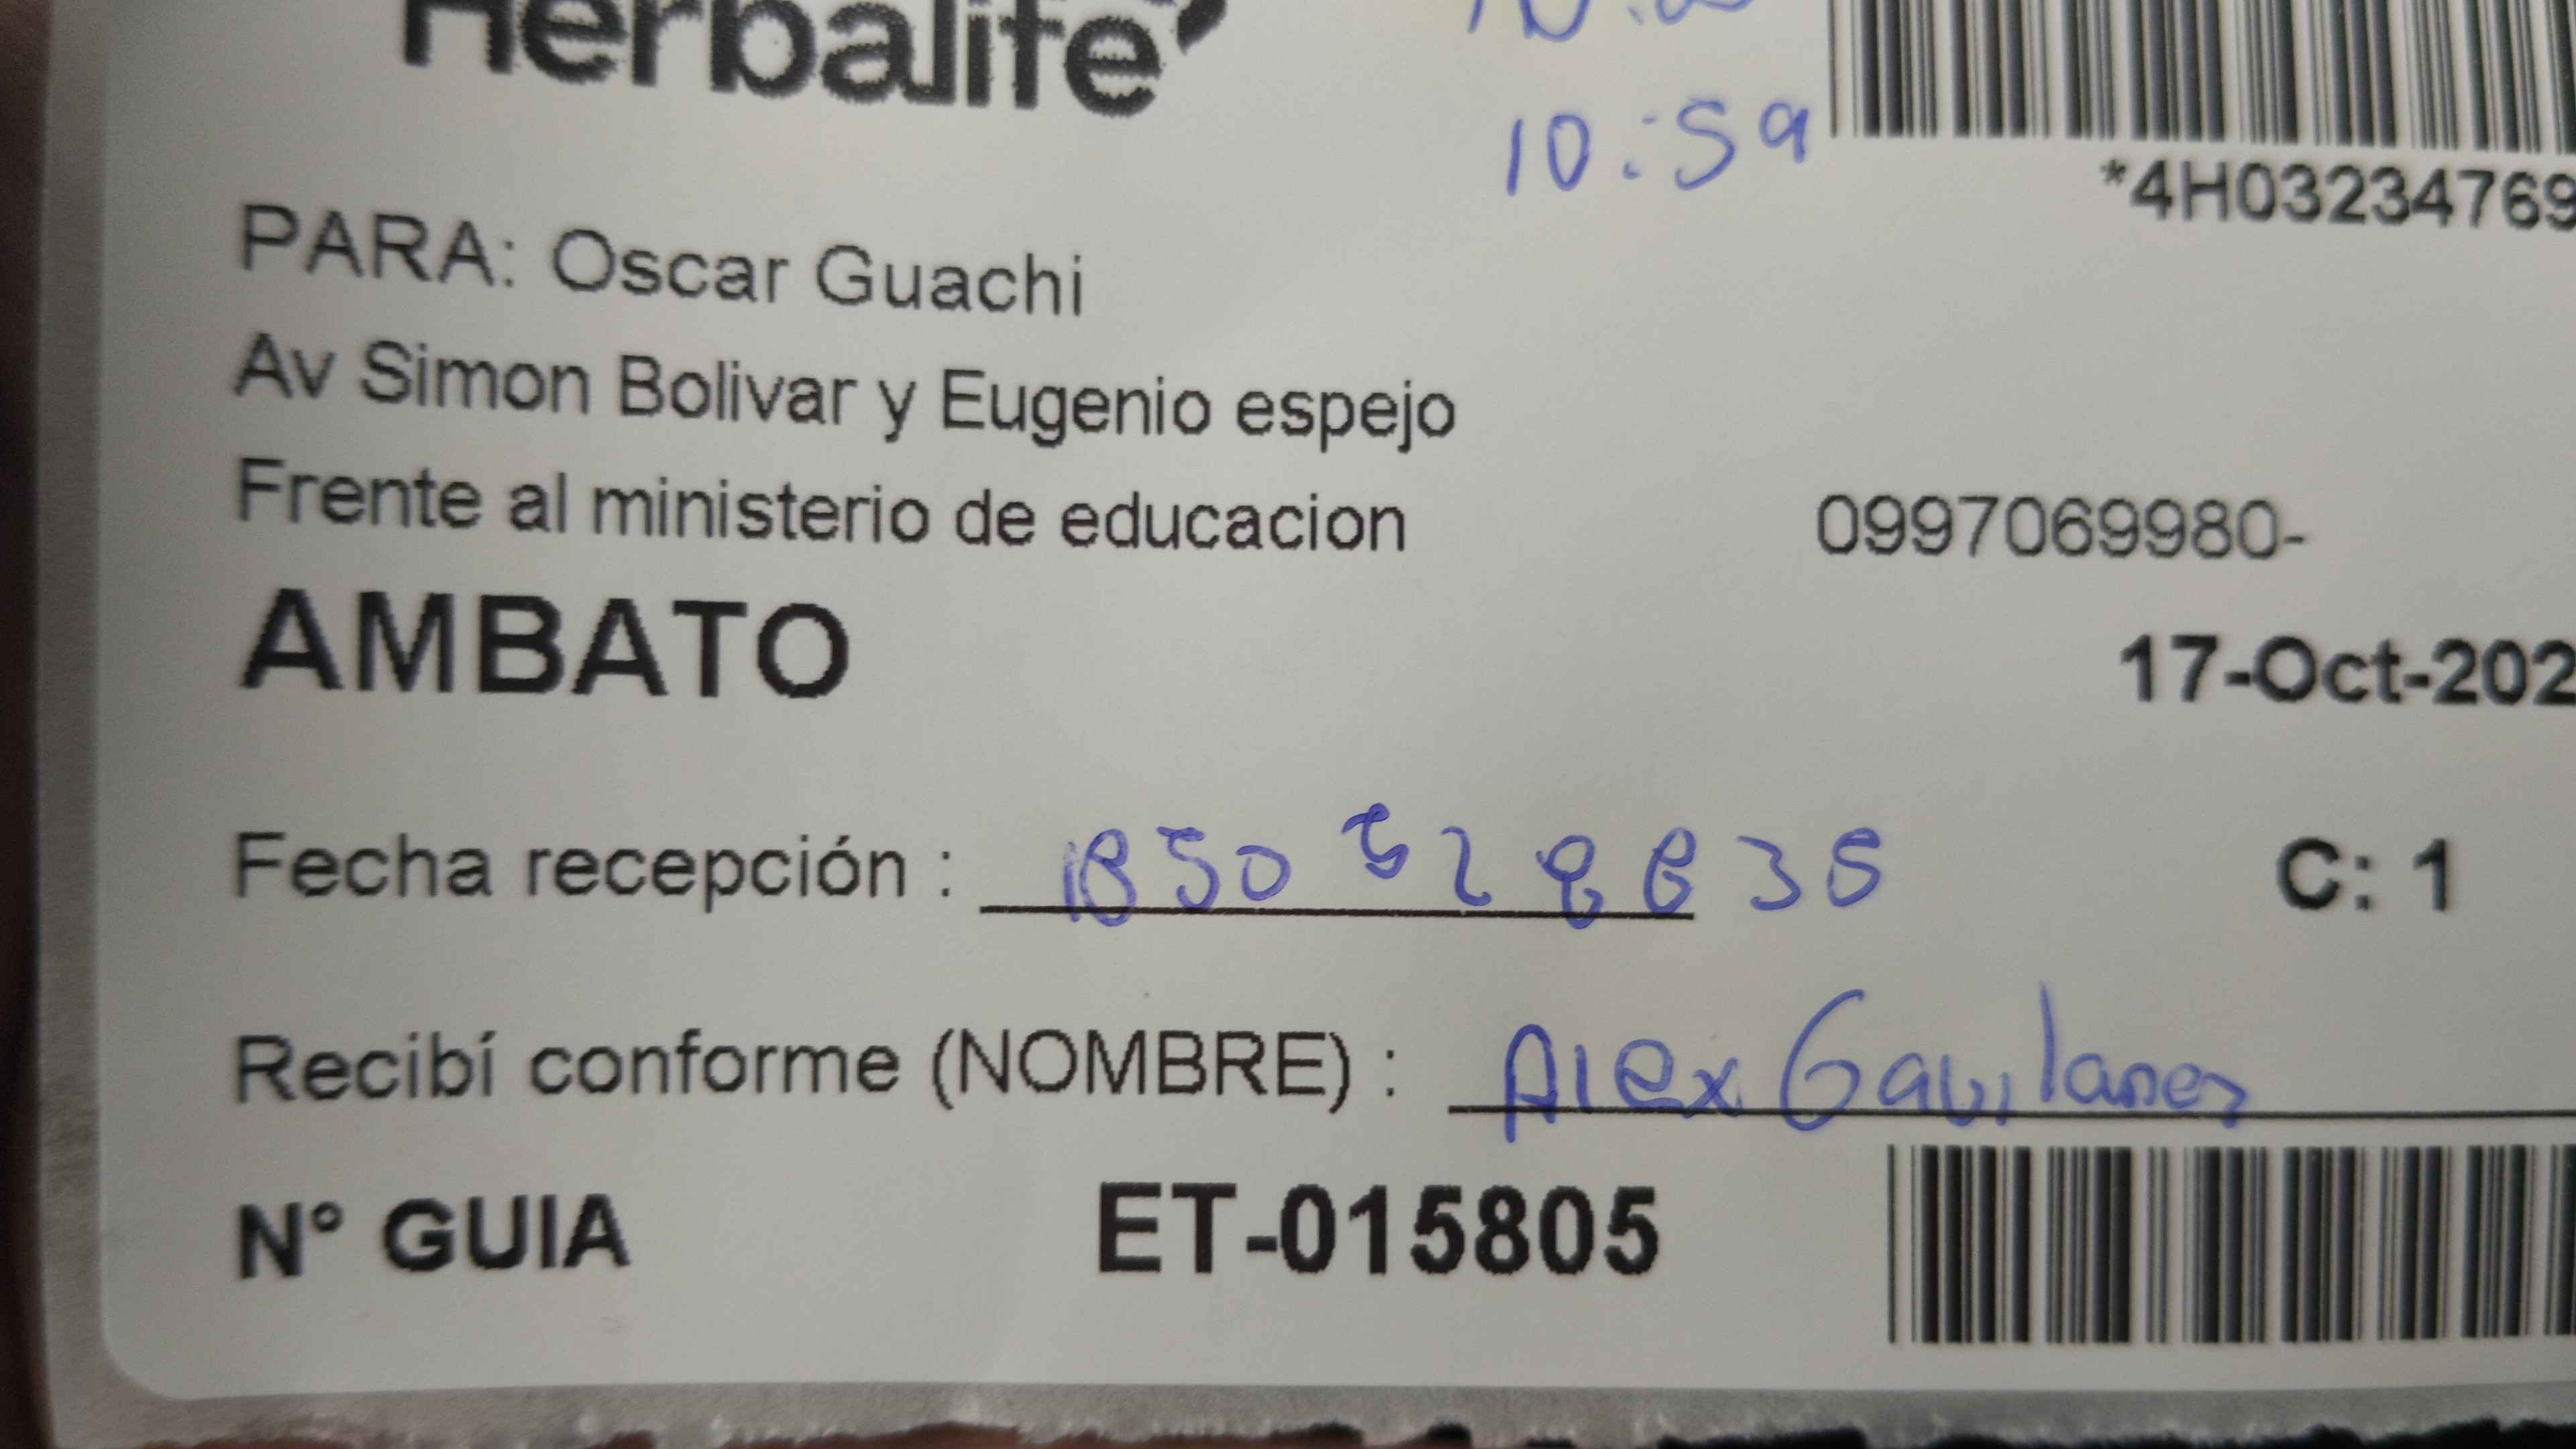 Herbalife
10:59
*4H03234769
PARA: Oscar Guachi
Av Simon Bolivar y Eugenio espejo
Frente al ministerio de educacion 0997069980-
AMBATO
17-Oct-202
Fecha recepción :
C: 1
Recibí conforme (NOMBRE) : Alex Gavilanes
N° GUIA ET-015805